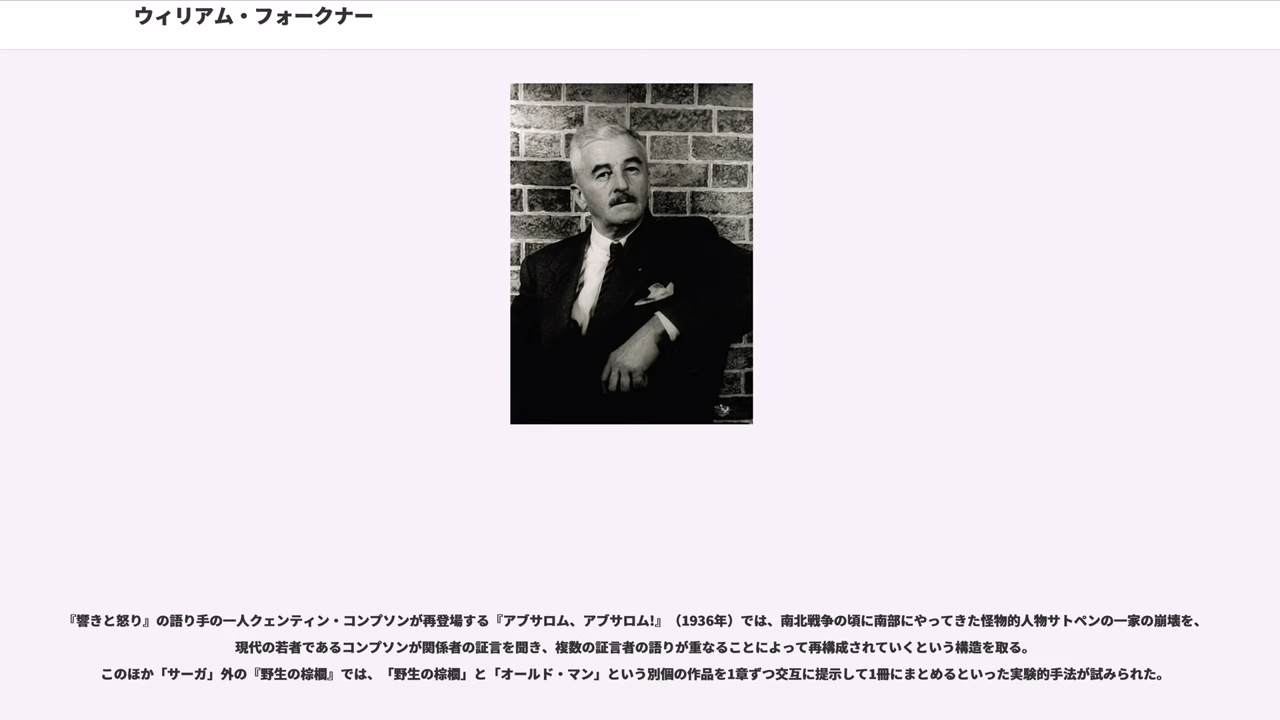 ウィリアム・フォークナー
『響きと怒り』の語り手の一人クェンティン・コンプソンが再登場する『アブサロム、アブサロム!』（1936年）では、南北戦争の頃に南部にやってきた怪物的人物サトペンの一家の崩壊を、
現代の若者であるコンプソンが関係者の証言を聞き、複数の証言者の語りが重なることによって再構成されていくという構造を取る。
このほか「サーガ」外の『野生の棕櫚』では、「野生の棕櫚」と「オールド・マン」という別個の作品を1章ずつ交互に提示して1冊にまとめるといった実験的手法が試みられた。